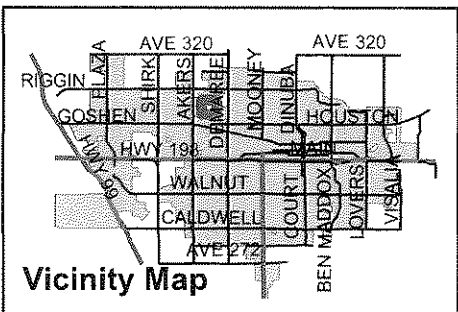 AVE 320
AVE 320
RIGGIN
PLAZA
SHIRK
AKERS
DEMAREE
MOONEY
DINUBA
GOSHEN
HOUSTON
HWY 198
MAIN
HWY 99
WALNUT
CALDWELL
COURT
BEN MADDOX
LOVERS
VISALIA
AVE 272
Vicinity Map